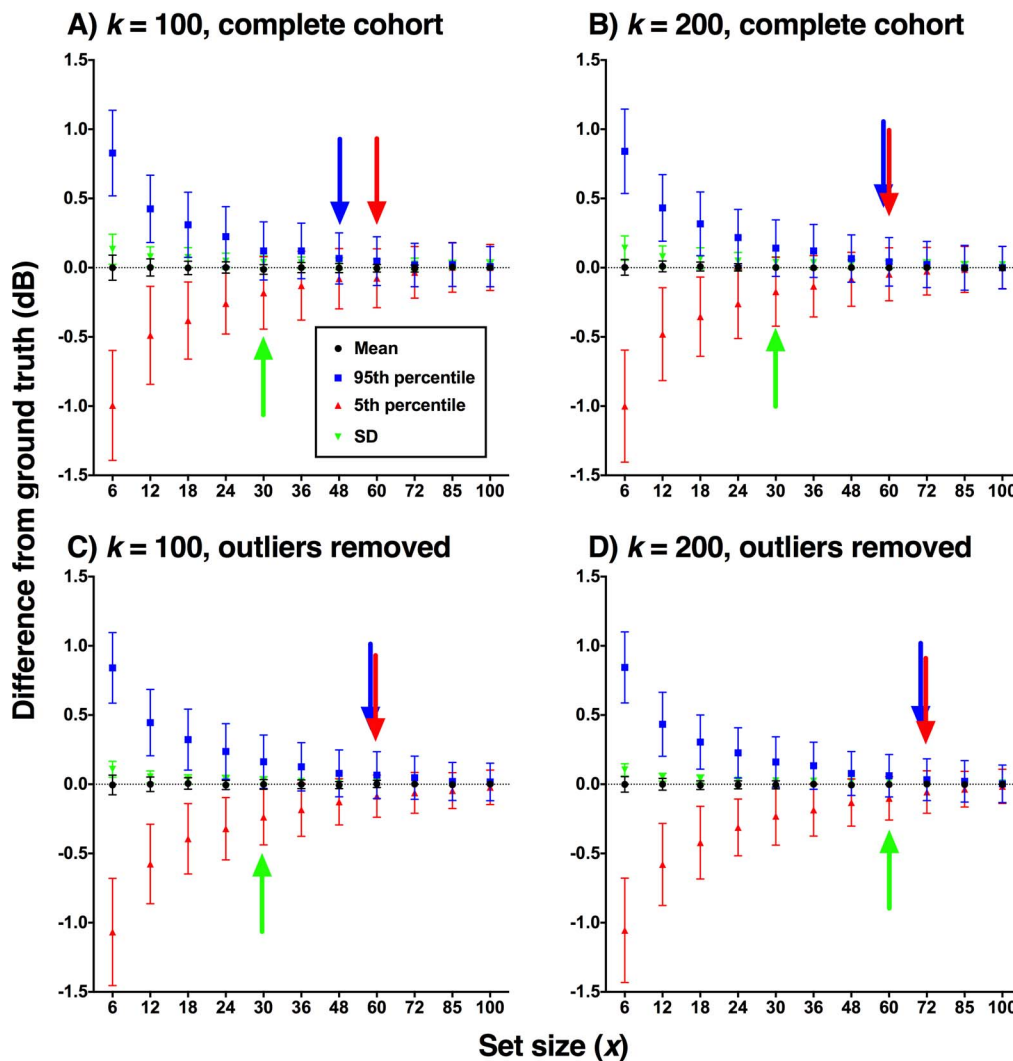 A) k = 100, complete cohort
1.5
1.0
0.5
0.0
-0.5
-1.0
-1.5
6 12 18 24 30 36 48 60 72 85 100
Mean
95th percentile
5th percentile
SD
B) k = 200, complete cohort
1.5
1.0
0.5
0.0
-0.5
-1.0
-1.5
6 12 18 24 30 36 48 60 72 85 100
C) k = 100, outliers removed
1.5
1.0
0.5
0.0
-0.5
-1.0
-1.5
6 12 18 24 30 36 48 60 72 85 100
D) k = 200, outliers removed
1.5
1.0
0.5
0.0
-0.5
-1.0
-1.5
6 12 18 24 30 36 48 60 72 85 100
Difference from ground truth (dB)
Set size (x)